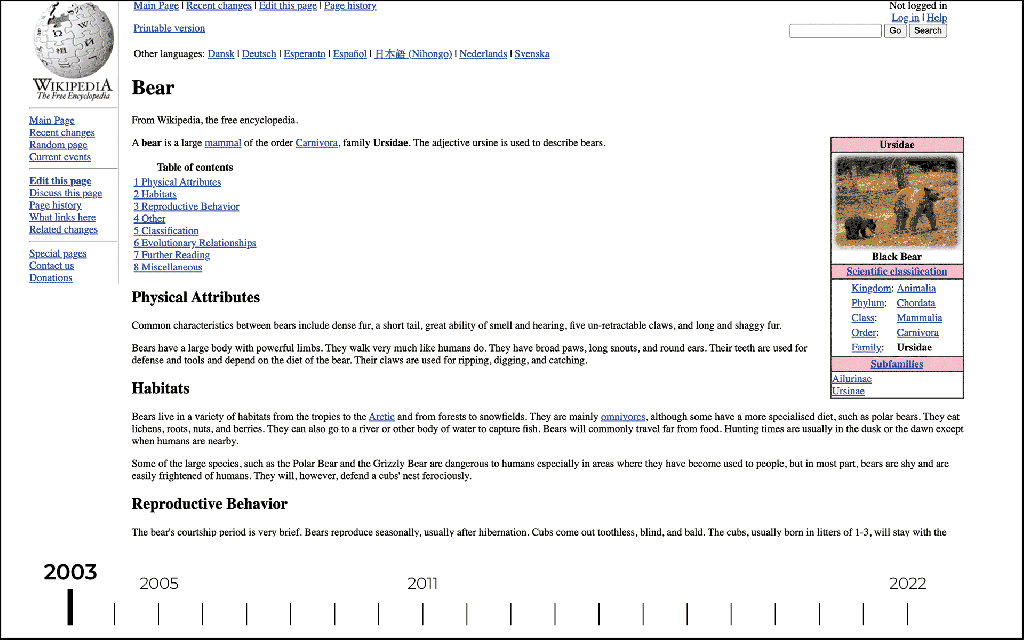 Main Page | Recent changes | Edit this page | Page history
Not logged in
Log in | Help
Printable version
Go Search
Other languages: Dansk | Deutsch | Esperanto | Español | 日本語 (Nihongo) | Nederlands | Svenska
WIKIPEDIA
The Free Encyclopedia
Main Page
Recent changes
Random page
Current events
Edit this page
Discuss this page
Page history
What links here
Related changes
Special pages
Contact us
Donations
Bear
From Wikipedia, the free encyclopedia.
A bear is a large mammal of the order Carnivora, family Ursidae. The adjective ursine is used to describe bears.
Table of contents
1 Physical Attributes
2 Habitats
3 Reproductive Behavior
4 Other
5 Classification
6 Evolutionary Relationships
7 Further Reading
8 Miscellaneous
Ursidae
Black Bear
Scientific classification
Kingdom: Animalia
Phylum: Chordata
Class: Mammalia
Order: Carnivora
Family: Ursidae
Subfamilies
Ailurinae
Ursinae
Physical Attributes
Common characteristics between bears include dense fur, a short tail, great ability of smell and hearing, five un-retractable claws, and long and shaggy fur.
Bears have a large body with powerful limbs. They walk very much like humans do. They have broad paws, long snouts, and round ears. Their teeth are used for
defense and tools and depend on the diet of the bear. Their claws are used for ripping, digging, and catching.
Habitats
Bears live in a variety of habitats from the tropics to the Arctic and from forests to snowfields. They are mainly omnivores, although some have a more specialised diet, such as polar bears. They eat
lichens, roots, nuts, and berries. They can also go to a river or other body of water to capture fish. Bears will commonly travel far from food. Hunting times are usually in the dusk or the dawn except
when humans are nearby.
Some of the large species, such as the Polar Bear and the Grizzly Bear are dangerous to humans especially in areas where they have become used to people, but in most part, bears are shy and are
easily frightened of humans. They will, however, defend a cubs' nest ferociously.
Reproductive Behavior
The bear's courtship period is very brief. Bears reproduce seasonally, usually after hibernation. Cubs come out toothless, blind, and bald. The cubs, usually born in litters of 1-3, will stay with the
2003
2005
2011
2022